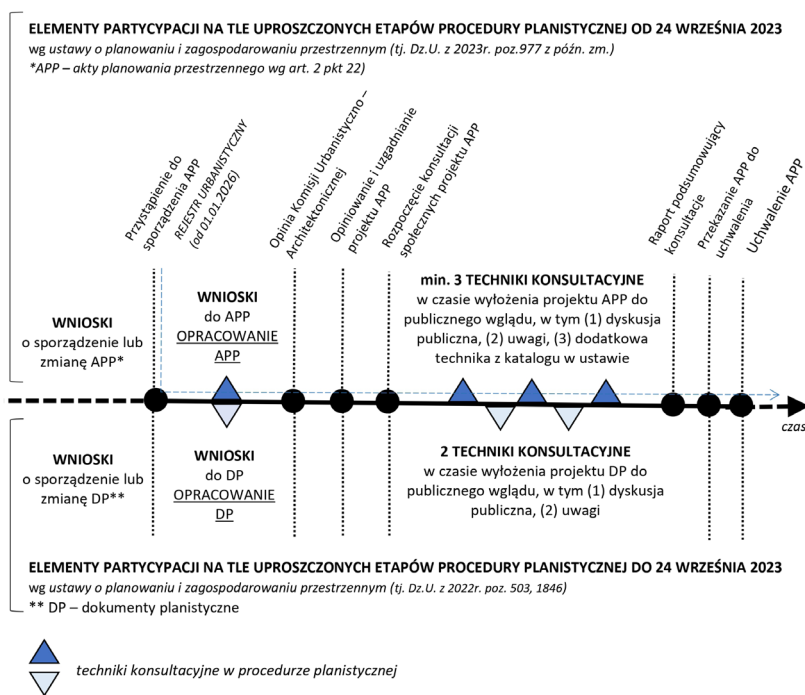 ELEMENTY PARTYCYPACJI NA TLE UPROSZCZONYCH ETAPÓW PROCEDURY PLANISTYCZNEJ OD 24 WRZEŚNIA 2023
wg ustawy o planowaniu i zagospodarowaniu przestrzennym (tj. Dz.U. z 2023r. poz.977 z późn. zm.)
*APP – akty planowania przestrzennego wg art. 2 pkt 22)
Przystąpienie do
sporządzenia APP
REJESTR URBANISTYCZNY
(od 01.01.2026)
Opinia Komisji Urbanistyczno –
Architektonicznej
Opiniowanie i uzgadnianie
projektu APP
Rozpoczęcie konsultacji
społecznych projektu APP
Raport podsumowujący
konsultacje
Przekazanie APP do
uchwalenia
Uchwalenie APP
WNIOSKI
o sporządzenie lub
zmianę APP*
WNIOSKI
do APP
OPRACOWANIE
APP
min. 3 TECHNIKI KONSULTACYJNE
w czasie wyłożenia projektu APP do
publicznego wglądu, w tym (1) dyskusja
publiczna, (2) uwagi, (3) dodatkowa
technika z katalogu w ustawie
czas
WNIOSKI
o sporządzenie lub
zmianę DP**
WNIOSKI
do DP
OPRACOWANIE
DP
2 TECHNIKI KONSULTACYJNE
w czasie wyłożenia projektu DP do
publicznego wglądu, w tym (1) dyskusja
publiczna, (2) uwagi
ELEMENTY PARTYCYPACJI NA TLE UPROSZCZONYCH ETAPÓW PROCEDURY PLANISTYCZNEJ DO 24 WRZEŚNIA 2023
wg ustawy o planowaniu i zagospodarowaniu przestrzennym (tj. Dz.U. z 2022r. poz. 503, 1846)
** DP – dokumenty planistyczne
techniki konsultacyjne w procedurze planistycznej